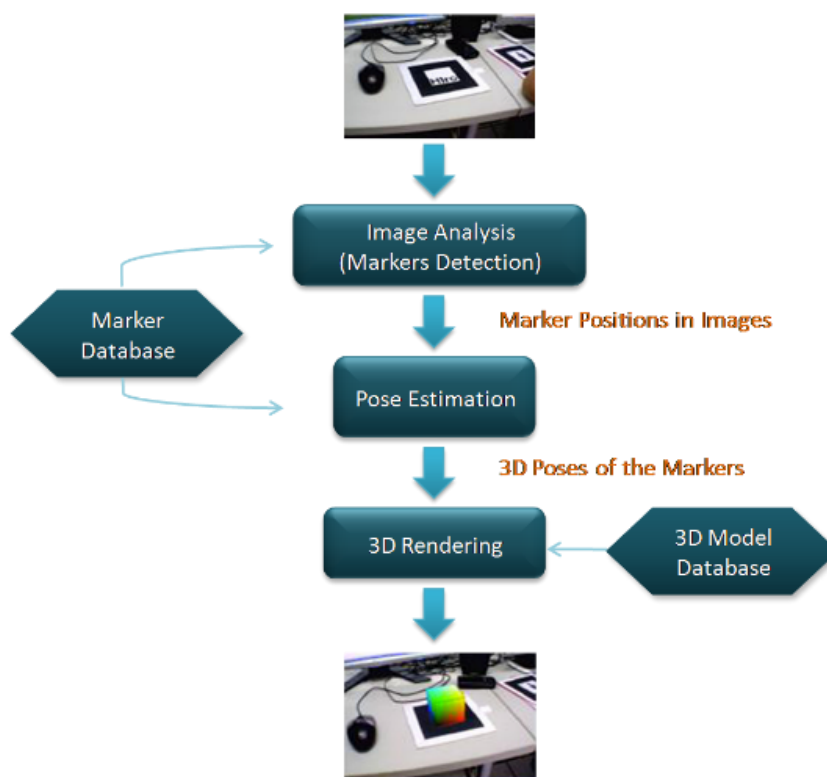 Image Analysis
(Markers Detection)
Marker
Database
Marker Positions in Images
Pose Estimation
3D Poses of the Markers
3D Rendering
3D Model
Database